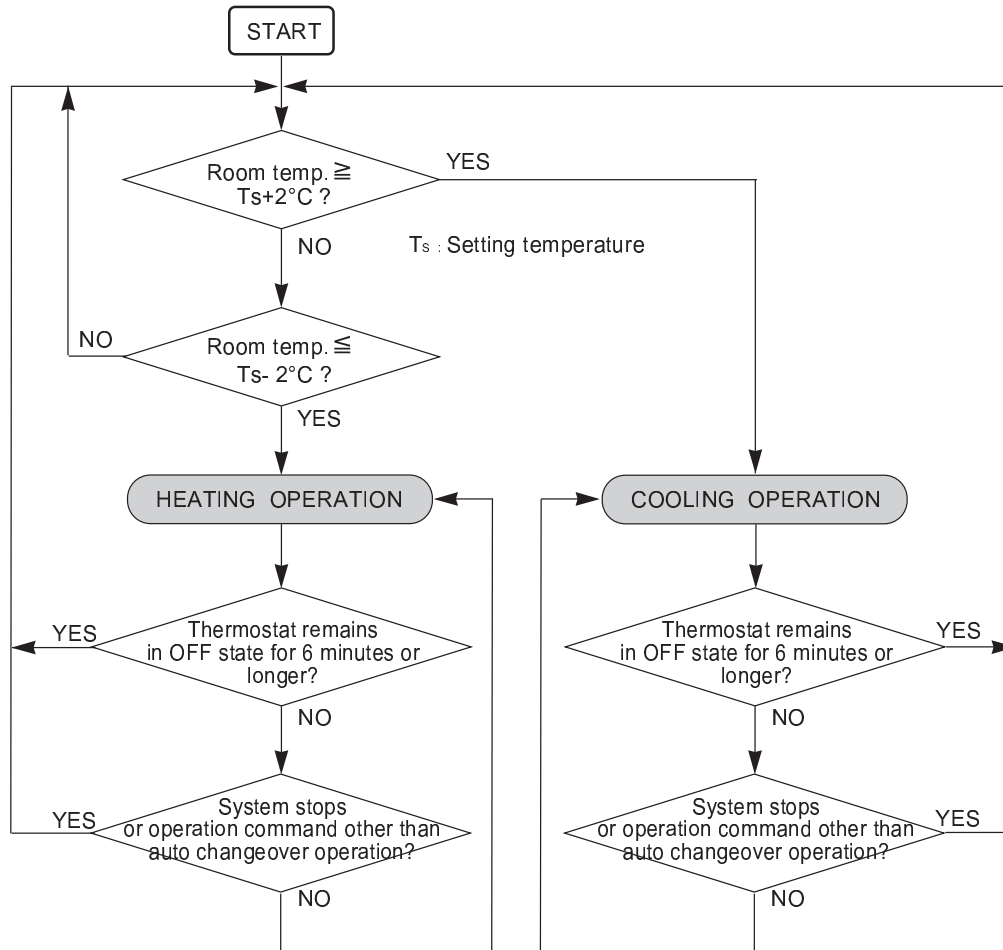 START
Room temp. ≧
Ts+2°C ?
YES
NO
Ts : Setting temperature
Room temp. ≦
Ts- 2°C ?
NO
YES
HEATING OPERATION
COOLING OPERATION
Thermostat remains
in OFF state for 6 minutes or
longer?
YES
NO
Thermostat remains
in OFF state for 6 minutes or
longer?
YES
NO
System stops
or operation command other than
auto changeover operation?
YES
NO
System stops
or operation command other than
auto changeover operation?
YES
NO